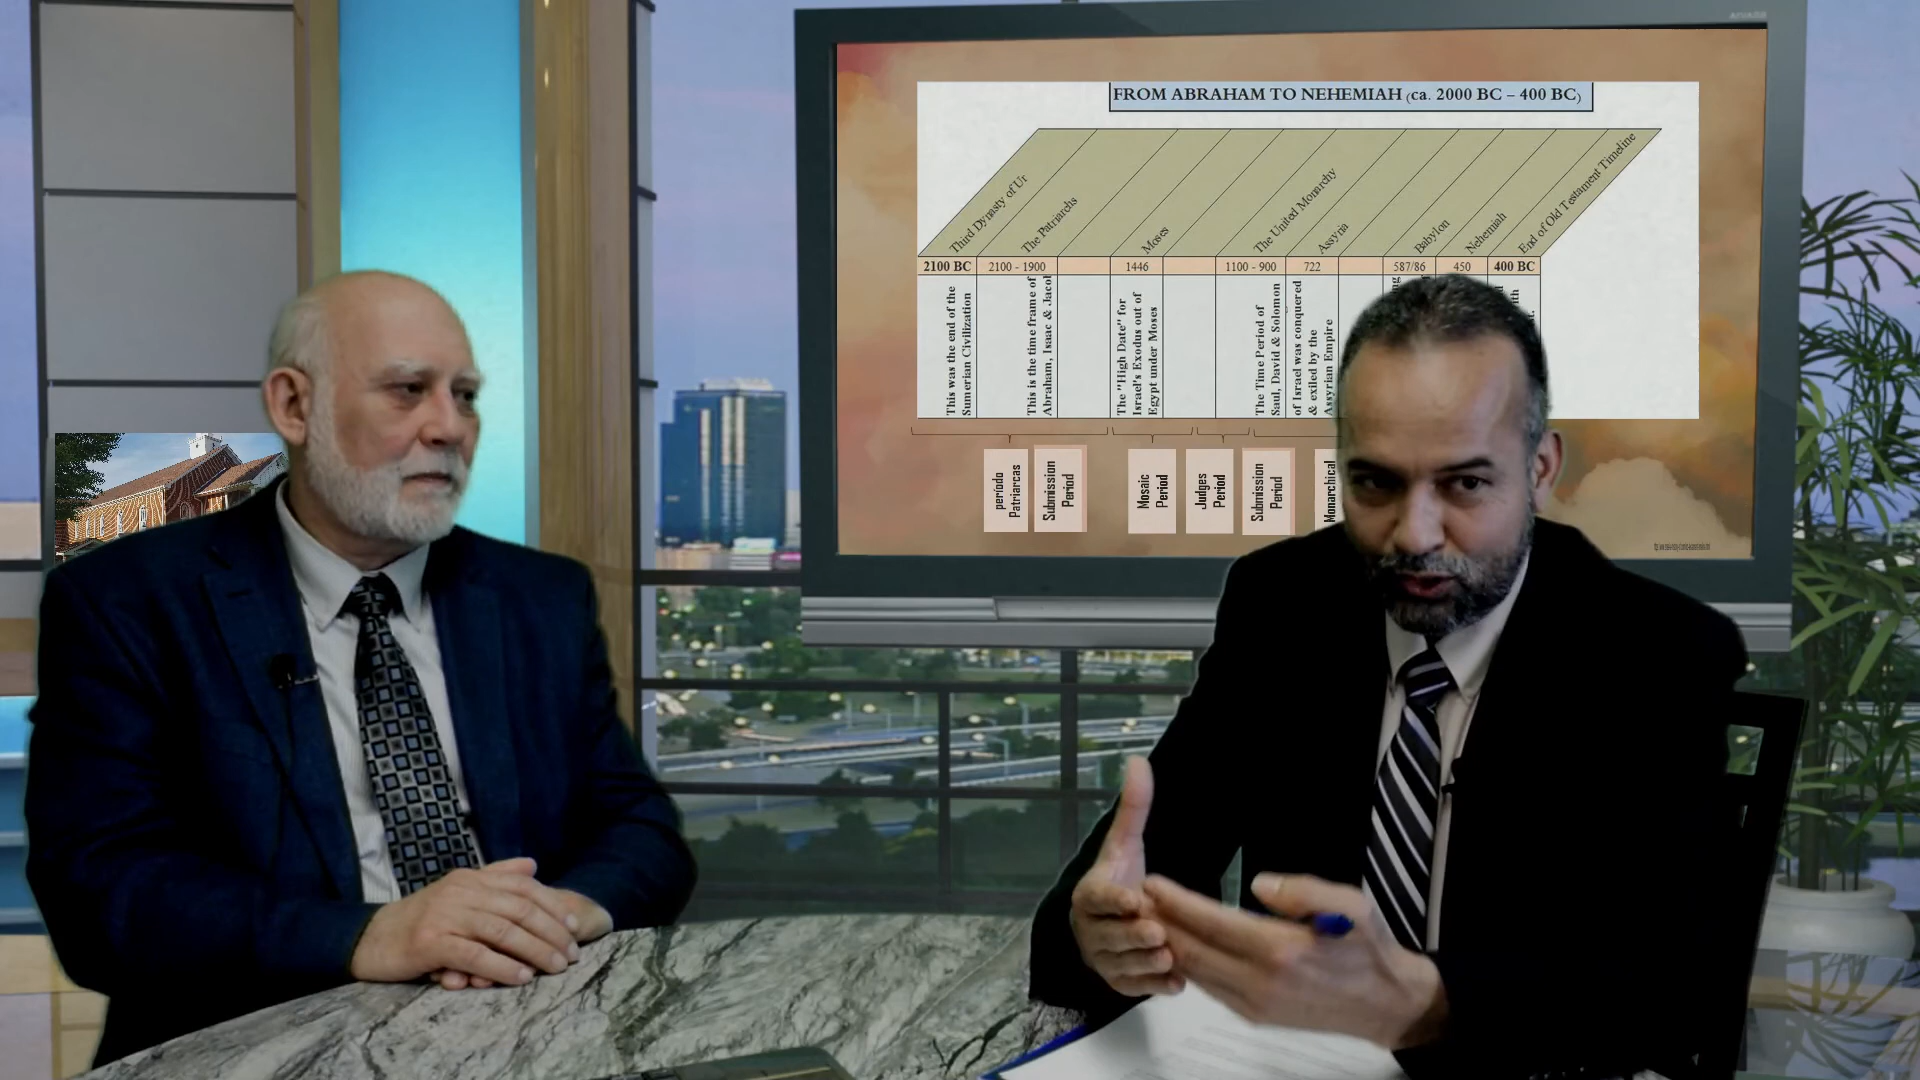 FROM ABRAHAM TO NEHEMIAH (ca. 2000 BC – 400 BC)
Third Dynasty of Ur
The Patriarchs
Moses
The United Monarchy
Assyria
Babylon
Nehemiah
End of Old Testament Timeline
2100 BC
2100 - 1900
1446
1100 - 900
722
587/86
450
400 BC
This was the end of the
Sumerian Civilization
This is the time frame of
Abraham, Isaac & Jacob
The "High Date" for
Israel's Exodus out of
Egypt under Moses
The Time Period of
Saul, David & Solomon
of Israel was conquered
& exiled by the
Assyrian Empire
periodo
Patriarcas
Submission
Period
Mosaic
Period
Judges
Period
Submission
Period
Monarchical